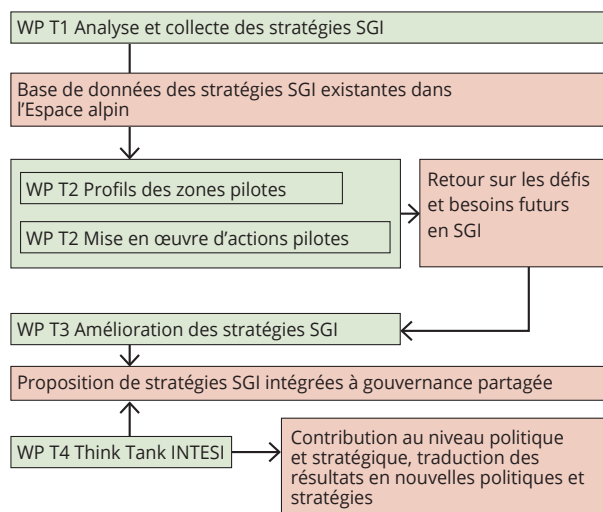 WP T1 Analyse et collecte des stratégies SGI
Base de données des stratégies SGI existantes dans
l'Espace alpin
WP T2 Profils des zones pilotes
WP T2 Mise en œuvre d'actions pilotes
Retour sur les défis
et besoins futurs
en SGI
WP T3 Amélioration des stratégies SGI
Proposition de stratégies SGI intégrées à gouvernance partagée
WP T4 Think Tank INTESI
Contribution au niveau politique
et stratégique, traduction des
résultats en nouvelles politiques et
stratégies